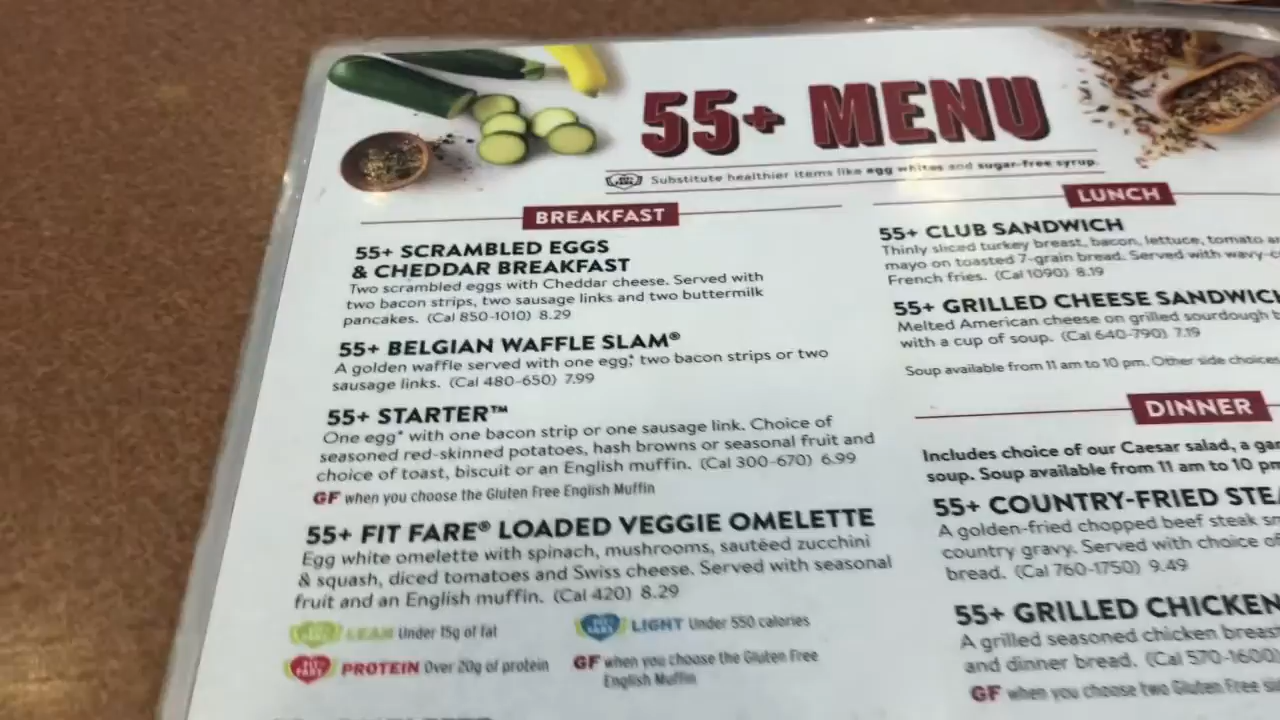 55+ MENU
Substitute healthier items like egg whites and sugar-free syrup.
BREAKFAST
55+ SCRAMBLED EGGS
& CHEDDAR BREAKFAST
Two scrambled eggs with Cheddar cheese. Served with
two bacon strips, two sausage links and two buttermilk
pancakes. (Cal 850-1010) 8.29
55+ BELGIAN WAFFLE SLAM®
A golden waffle served with one egg,* two bacon strips or two
sausage links. (Cal 480-650) 7.99
55+ STARTER™
One egg* with one bacon strip or one sausage link. Choice of
seasoned red-skinned potatoes, hash browns or seasonal fruit and
choice of toast, biscuit or an English muffin. (Cal 300-670) 6.99
GF when you choose the Gluten Free English Muffin
55+ FIT FARE® LOADED VEGGIE OMELETTE
Egg white omelette with spinach, mushrooms, sautéed zucchini
& squash, diced tomatoes and Swiss cheese. Served with seasonal
fruit and an English muffin. (Cal 420) 8.29
LEAN Under 15g of fat
FIT FARE LIGHT Under 550 calories
FIT FARE PROTEIN Over 20g of protein
GF when you choose the Gluten Free
English Muffin
LUNCH
55+ CLUB SANDWICH
Thinly sliced turkey breast, bacon, lettuce, tomato
mayo on toasted 7-grain bread. Served with
French fries. (Cal 1090) 8.19
55+ GRILLED CHEESE
Melted American cheese on grilled sourdough
with a cup of soup. (Cal 640-790) 7.19
Soup available from 11 am to 10 pm. Other side choices
DINNER
Includes choice of our Caesar salad, a
soup. Soup available from 11 am to 10 pm
55+ COUNTRY-FRIED
A golden-fried chopped beef steak
country gravy. Served with choice of
bread. (Cal 760-1750) 9.49
55+ GRILLED CHICKEN
A grilled seasoned chicken
and dinner bread. (Cal 570-1600)
GF when you choose two Gluten Free